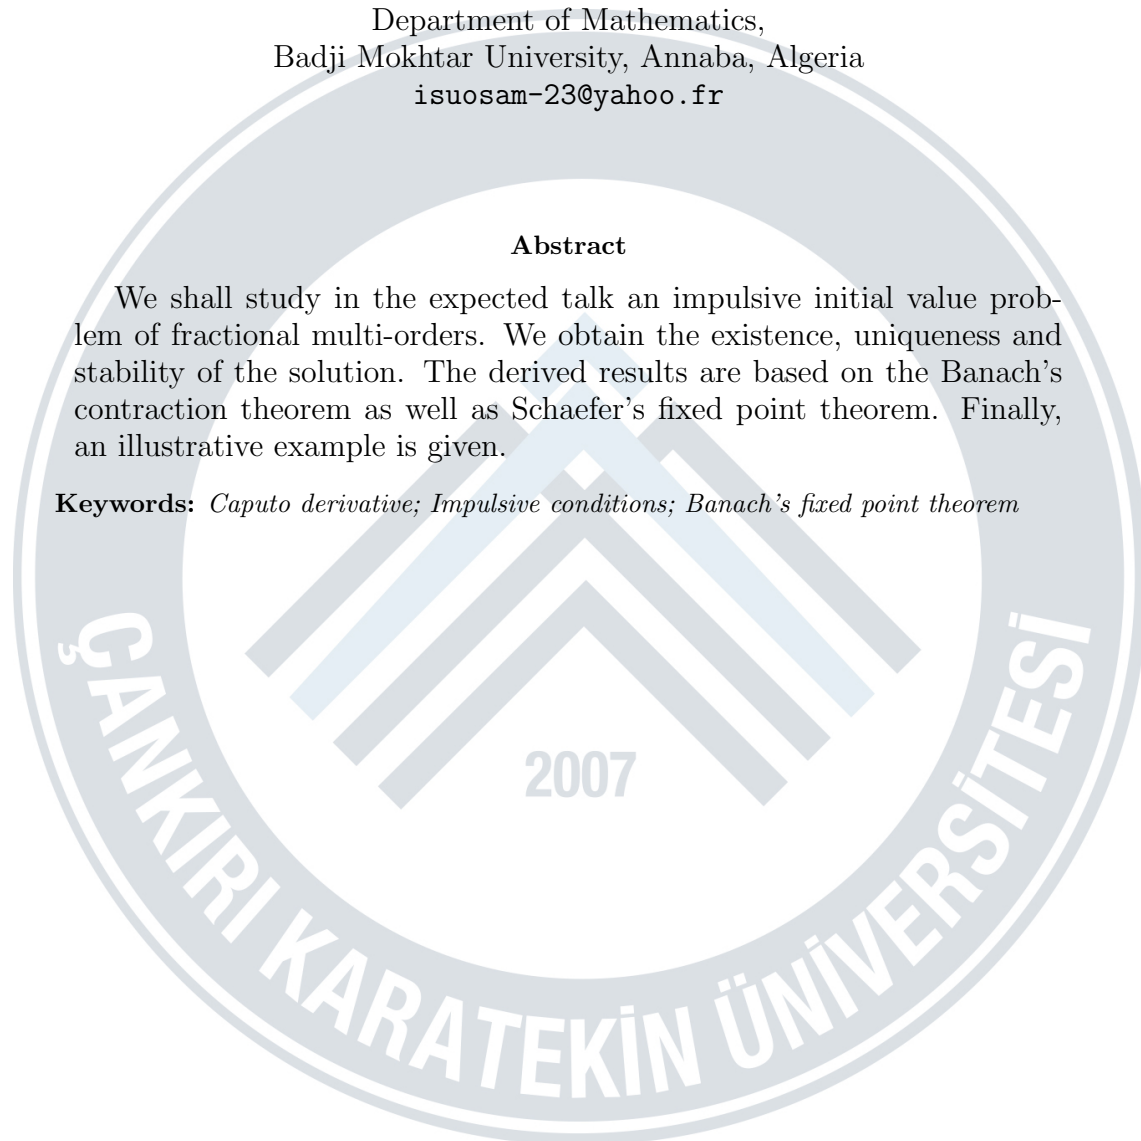 Department of Mathematics,
Badji Mokhtar University, Annaba, Algeria
isuosam-23@yahoo.fr
Abstract
We shall study in the expected talk an impulsive initial value prob-
lem of fractional multi-orders. We obtain the existence, uniqueness and
stability of the solution. The derived results are based on the Banach's
contraction theorem as well as Schaefer's fixed point theorem. Finally,
an illustrative example is given.
Keywords: Caputo derivative; Impulsive conditions; Banach's fixed point theorem
2007
ÇANKIRI KARATEKİN ÜNİVERSİTESİ